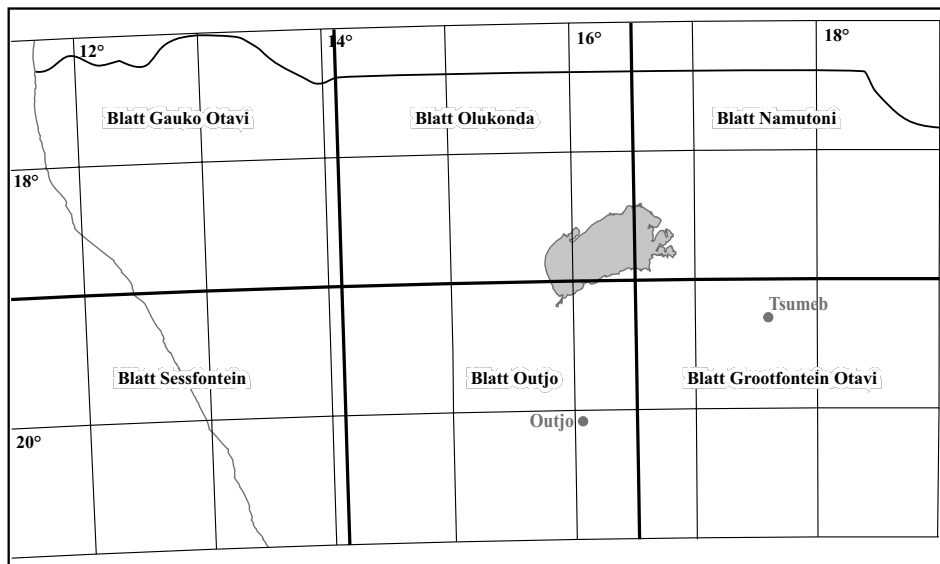 12°
14°
16°
18°
Blatt Gauko Otavi
Blatt Olukonda
Blatt Namutoni
18°
Tsumeb
Blatt Sessfontein
Blatt Outjo
Blatt Grootfontein Otavi
Outjo
20°